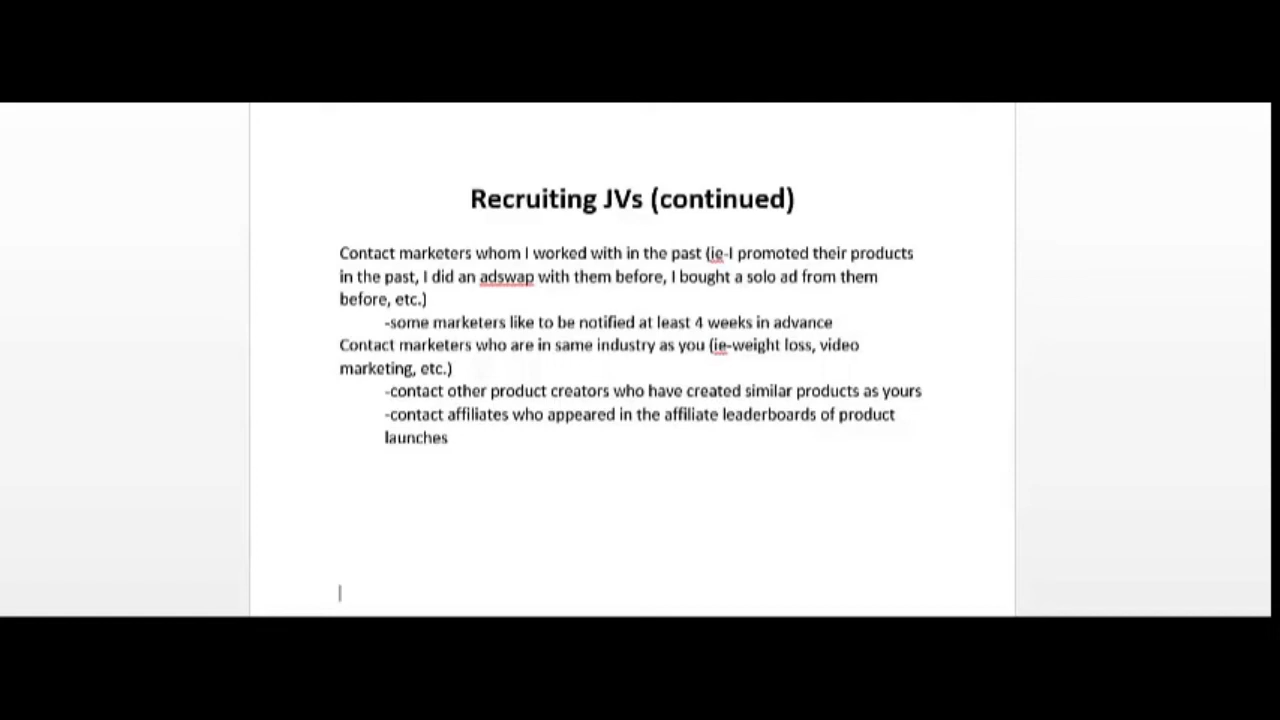 Recruiting JVs (continued)
Contact marketers whom I worked with in the past (ie-I promoted their products
in the past, I did an adswap with them before, I bought a solo ad from them
before, etc.)
-some marketers like to be notified at least 4 weeks in advance
Contact marketers who are in same industry as you (ie-weight loss, video
marketing, etc.)
-contact other product creators who have created similar products as yours
-contact affiliates who appeared in the affiliate leaderboards of product
launches